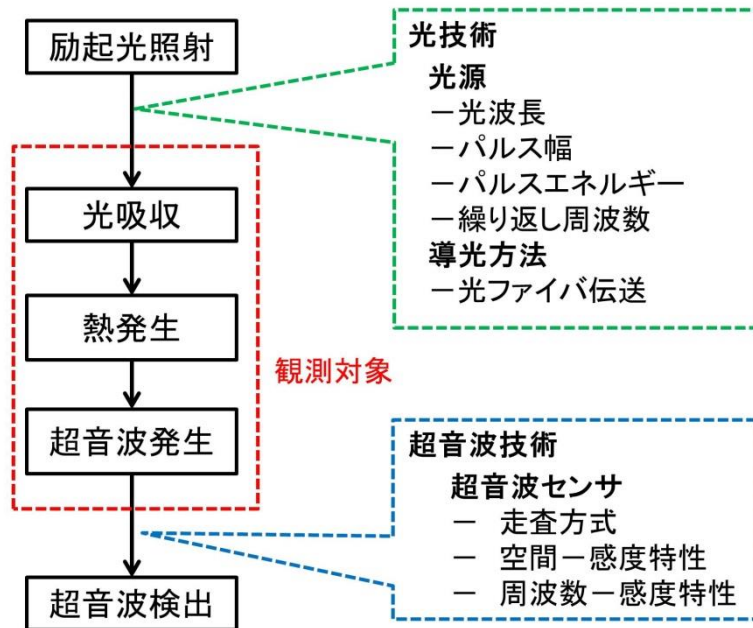 励起光照射
光吸収
熱発生
超音波発生
超音波検出
観測対象
光技術
光源
－光波長
－パルス幅
－パルスエネルギー
－繰り返し周波数
導光方法
－光ファイバ伝送
超音波技術
超音波センサ
－ 走査方式
－ 空間－感度特性
－ 周波数－感度特性